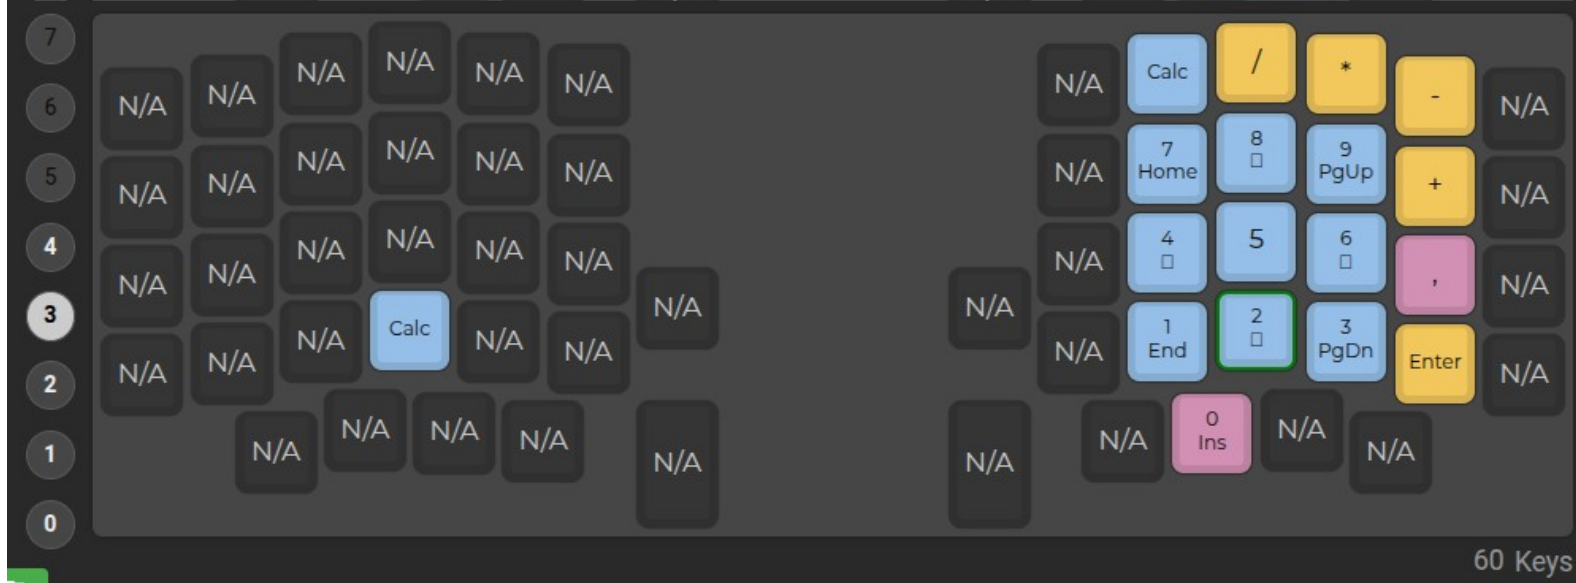 7
6
5
4
3
2
1
0
N/A N/A N/A N/A N/A N/A
N/A N/A N/A N/A N/A N/A
N/A N/A N/A N/A N/A N/A
N/A N/A N/A Calc N/A N/A N/A
N/A N/A N/A N/A N/A
N/A Calc / * - N/A
N/A 7 8 9 + N/A
Home PgUp
N/A 4 5 6 , N/A
N/A N/A 1 2 3 Enter N/A
End PgDn
N/A N/A 0 N/A N/A
Ins
60 Keys